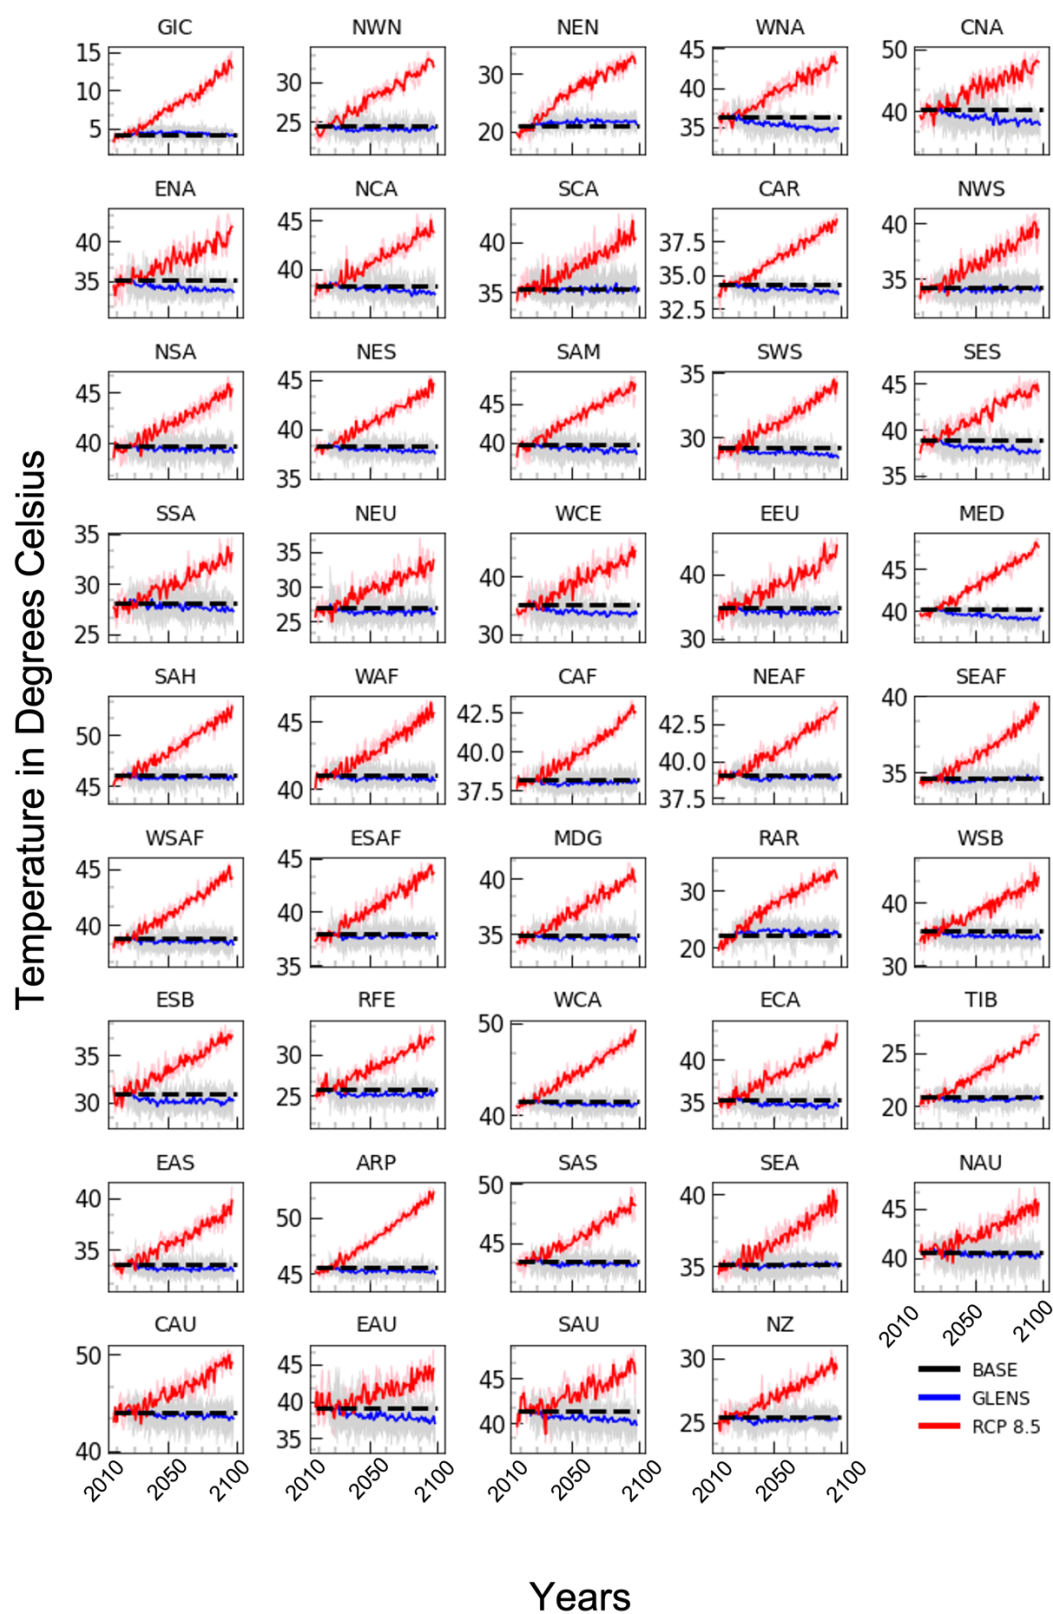 GIC NWN NEN WNA CNA
15 10 5
30 25
30 20
45 40 35
50 40
ENA NCA SCA CAR NWS
40 35
45 40
40 35
37.5 35.0 32.5
40 35
NSA NES SAM SWS SES
45 40
45 40 35
45 40
35 30
45 40 35
SSA NEU WCE EEU MED
35 30 25
35 30 25
40 30
40 30
45 40
SAH WAF CAF NEAF SEAF
50 45
45 40
42.5 40.0 37.5
42.5 40.0 37.5
40 35
WSAF ESAF MDG RAR WSB
45 40
45 40 35
40 35
30 20
40 30
ESB RFE WCA ECA TIB
35 30
30 25
50 40
40 35
25 20
EAS ARP SAS SEA NAU
40 35
50 45
50 45
40 35
45 40
2010 2050 2100
CAU EAU SAU NZ
50 40
45 40 35
45 40
30 25
2010 2050 2100
2010 2050 2100
2010 2050 2100
2010 2050 2100
BASE
GLENS
RCP 8.5
Temperature in Degrees Celsius
Years